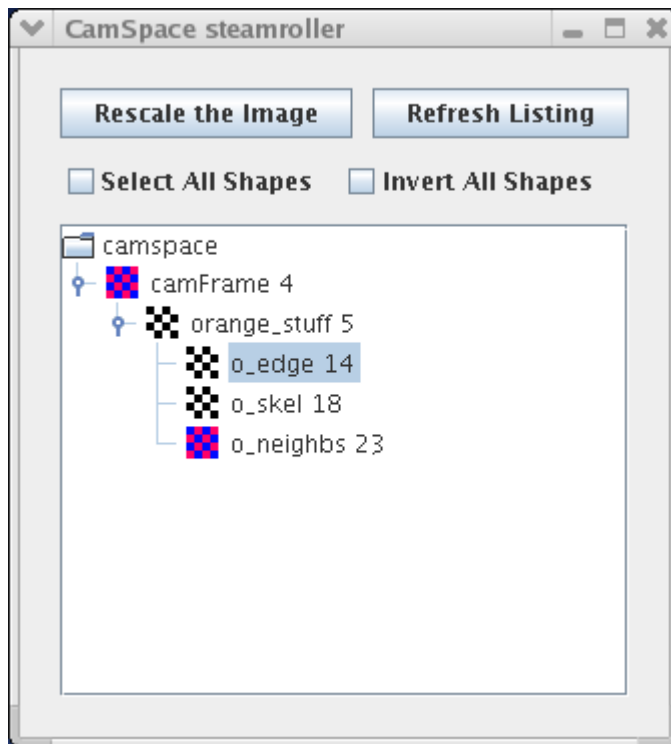 CamSpace steamroller
Rescale the Image Refresh Listing
Select All Shapes Invert All Shapes
camspace
camFrame 4
orange_stuff 5
o_edge 14
o_skel 18
o_neighbs 23